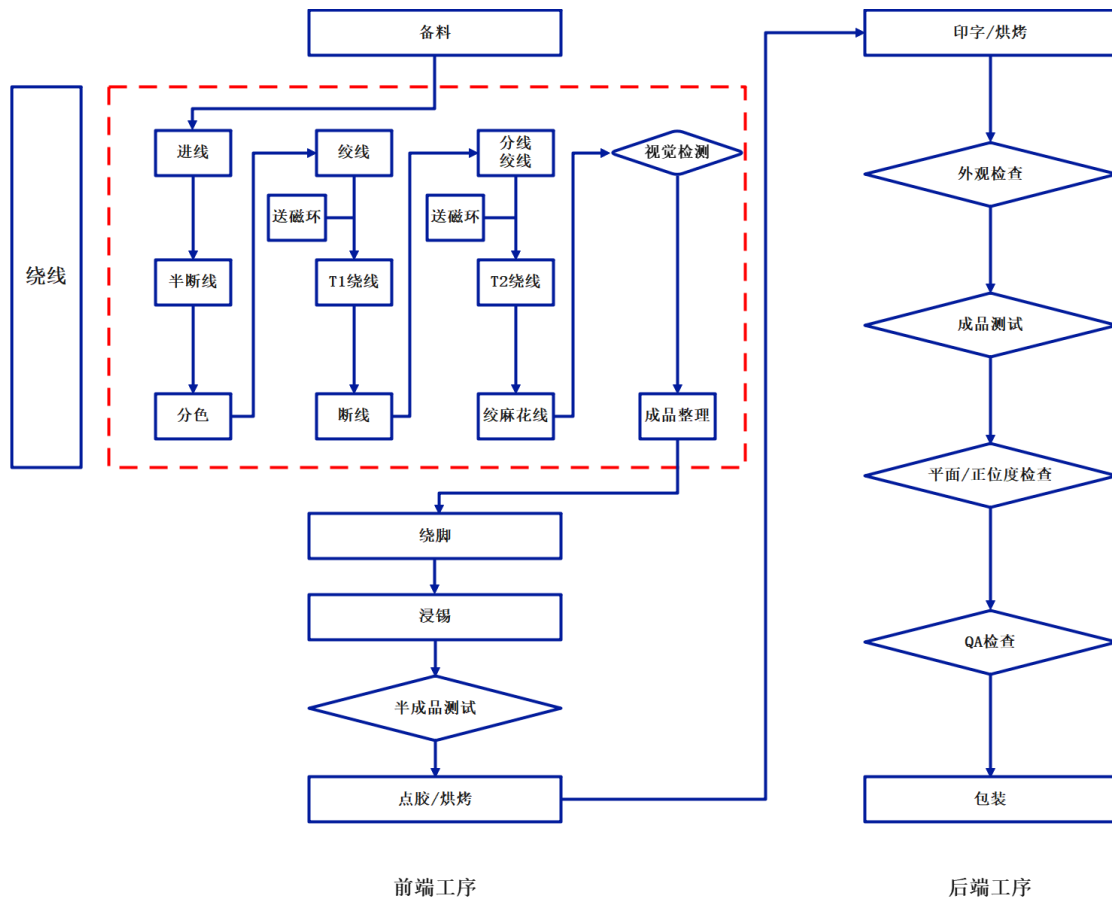 备料
绕线
进线
半断线
分色
绞线
送磁环
T1绕线
断线
分线
绞线
送磁环
T2绕线
绞麻花线
视觉检测
成品整理
绕脚
浸锡
半成品测试
点胶/烘烤
前端工序
印字/烘烤
外观检查
成品测试
平面/正位度检查
QA检查
包装
后端工序